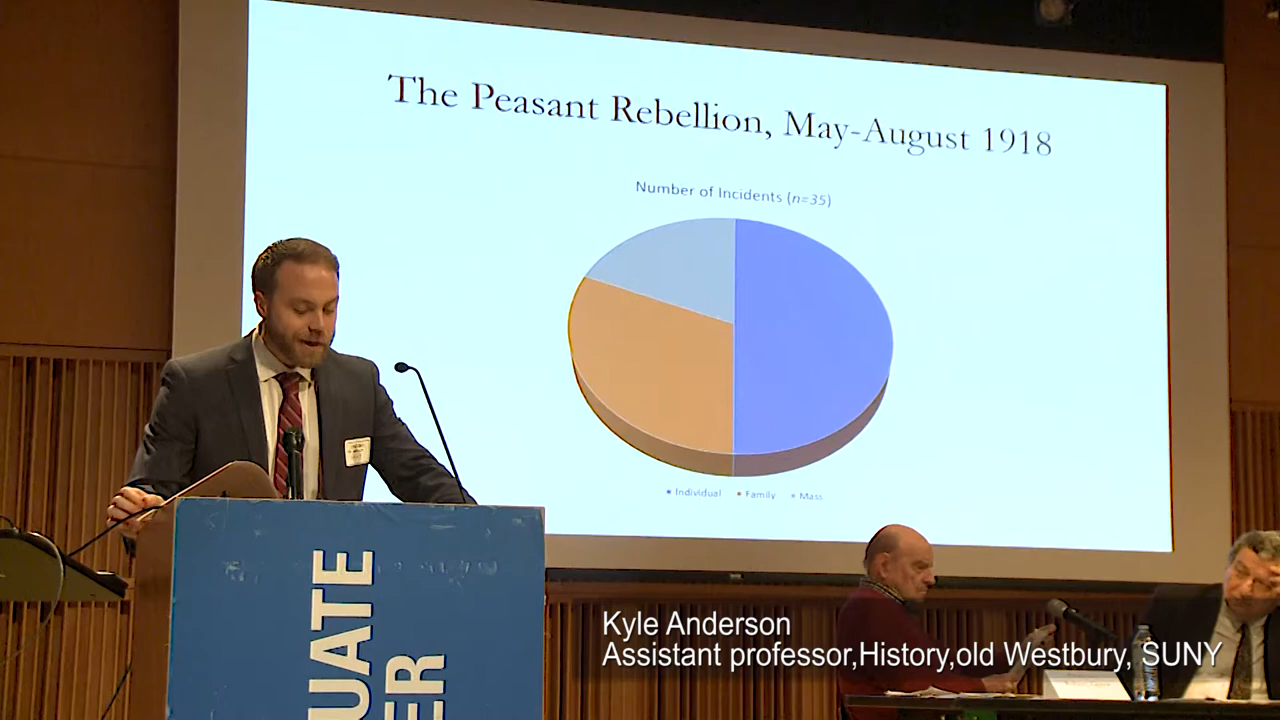 The Peasant Rebellion, May-August 1918
Number of Incidents (n=35)
Individual
Family
Mass
UATE
ER
Kyle Anderson
Assistant professor,History,old Westbury, SUNY